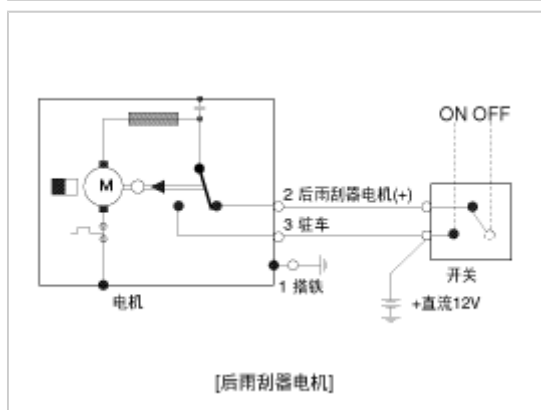 ON OFF
M
2 后雨刮器电机(+)
3 驻车
1 搭铁
开关
电机
+直流12V
[后雨刮器电机]